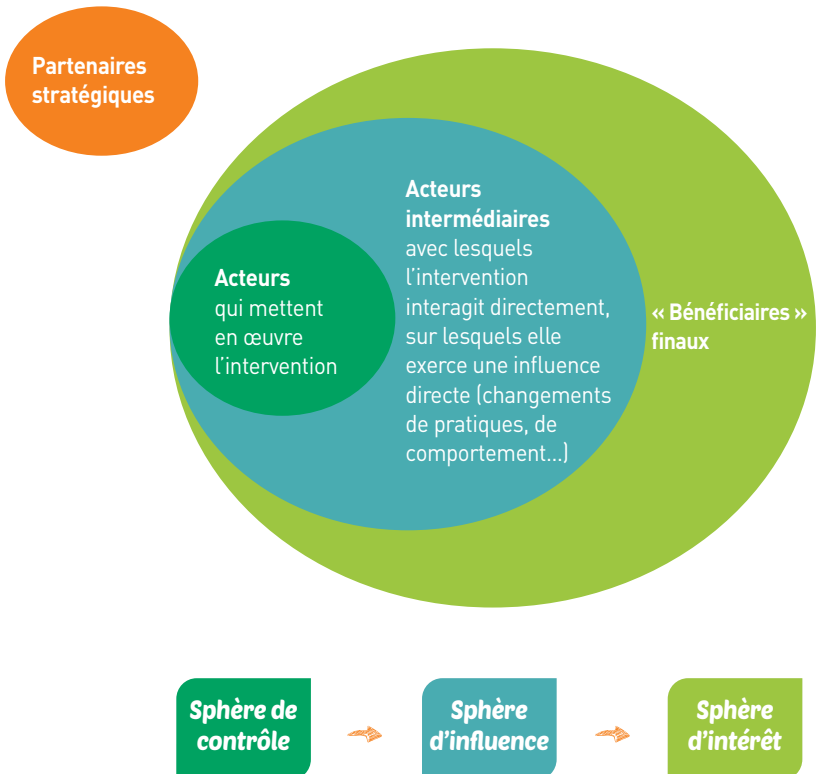 Partenaires
stratégiques
Acteurs
qui mettent
en œuvre
l’intervention
Acteurs
intermédiaires
avec lesquels
l’intervention
interagit directement,
sur lesquels elle
exerce une influence
directe (changements
de pratiques, de
comportement...)
« Bénéficiaires »
finaux
Sphère de
contrôle
Sphère
d’influence
Sphère
d’intérêt